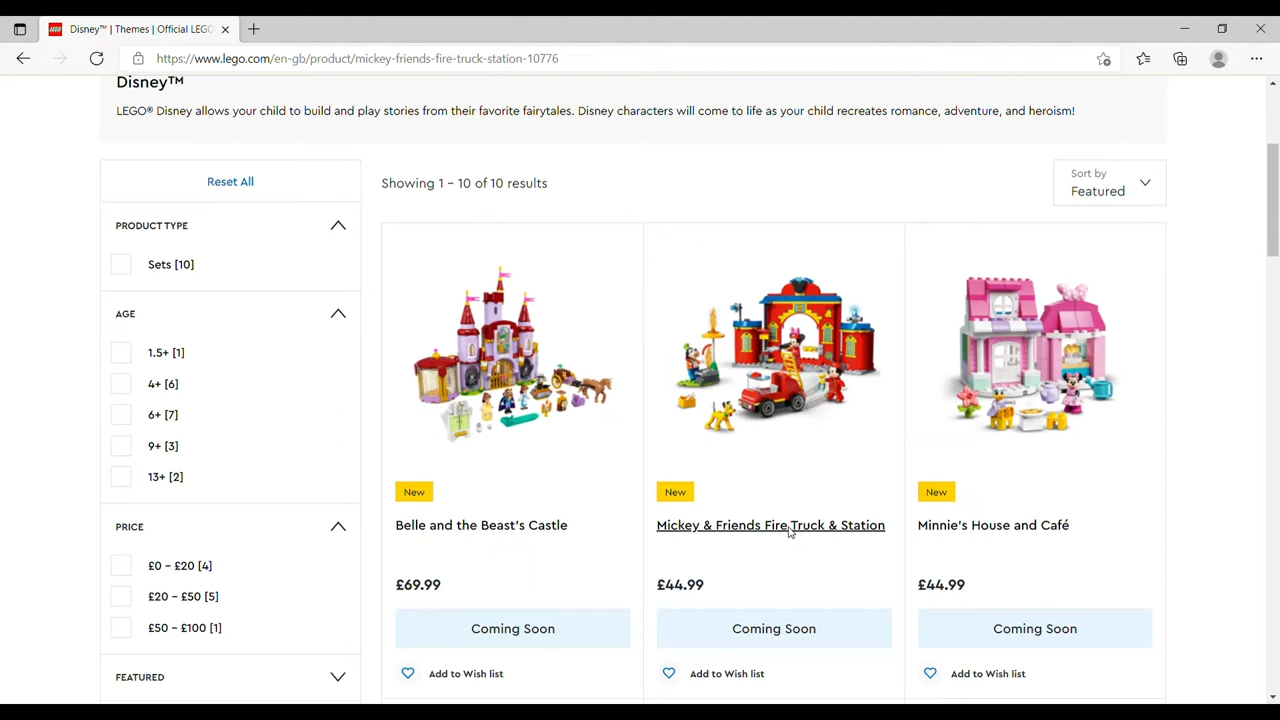 Disney™ | Themes | Official LEGO
https://www.lego.com/en-gb/product/mickey-friends-fire-truck-station-10776
Disney™
LEGO® Disney allows your child to build and play stories from their favorite fairytales. Disney characters will come to life as your child recreates romance, adventure, and heroism!
Reset All
Showing 1 - 10 of 10 results
Sort by
Featured
PRODUCT TYPE
Sets [10]
AGE
1.5+ [1]
4+ [6]
6+ [7]
9+ [3]
13+ [2]
PRICE
£0 - £20 [4]
£20 - £50 [5]
£50 - £100 [1]
FEATURED
New
Belle and the Beast's Castle
£69.99
Coming Soon
Add to Wish list
New
Mickey & Friends Fire Truck & Station
£44.99
Coming Soon
Add to Wish list
New
Minnie's House and Café
£44.99
Coming Soon
Add to Wish list